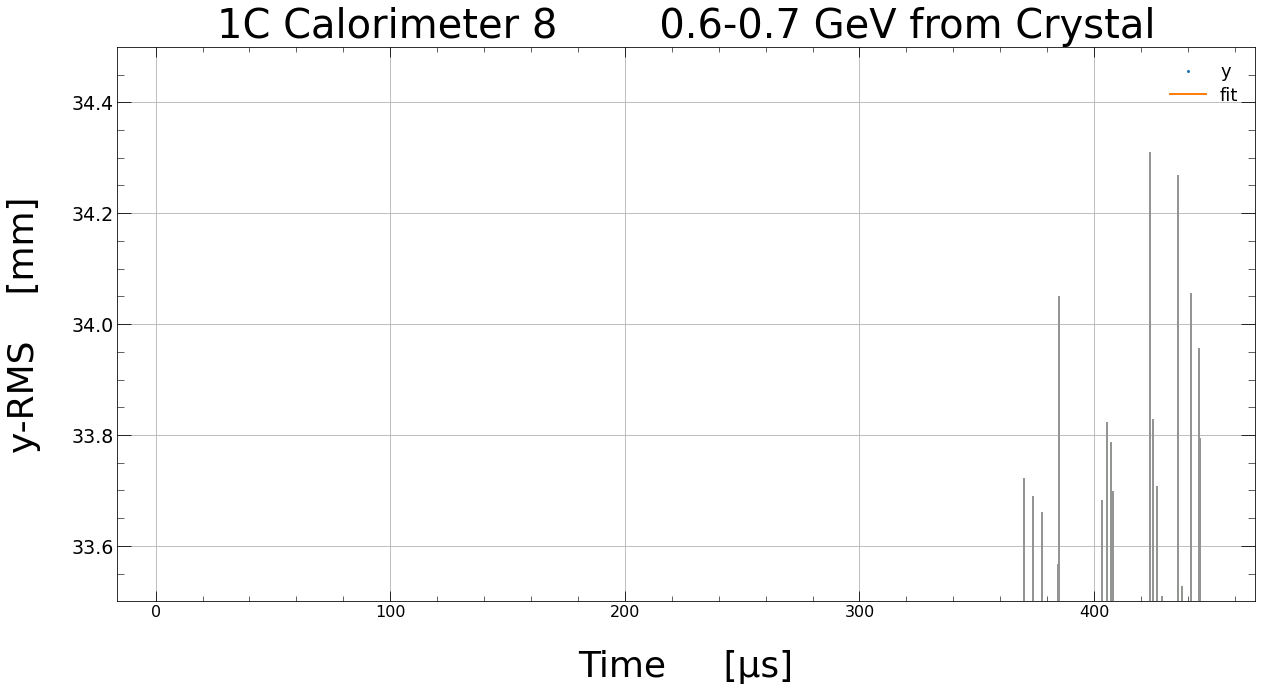 1C Calorimeter 8 0.6-0.7 GeV from Crystal
y
fit
34.4
34.2
34.0
33.8
33.6
y-RMS [mm]
0 100 200 300 400
Time [µs]